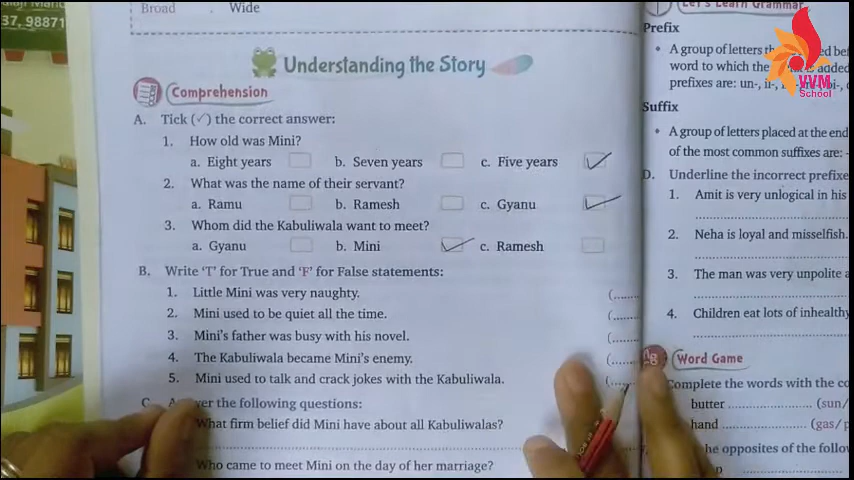 37, 98871
Broad . Wide
Understanding the Story
Comprehension
A. Tick (✓) the correct answer:
1. How old was Mini?
a. Eight years b. Seven years c. Five years
2. What was the name of their servant?
a. Ramu b. Ramesh c. Gyanu
3. Whom did the Kabuliwala want to meet?
a. Gyanu b. Mini c. Ramesh
B. Write 'T' for True and 'F' for False statements:
1. Little Mini was very naughty. (......
2. Mini used to be quiet all the time. (......
3. Mini's father was busy with his novel. (......
4. The Kabuliwala became Mini's enemy. (......
5. Mini used to talk and crack jokes with the Kabuliwala. (......
C. the following questions:
What firm belief did Mini have about all Kabuliwalas?
Who came to meet Mini on the day of her marriage?
Let's Learn Grammar
Prefix
• A group of letters
word to which the added
prefixes are: un-, il-,
Suffix
• A group of letters placed at the end
of the most common suffixes are:
D. Underline the incorrect prefixe
1. Amit is very unlogical in his
2. Neha is loyal and misselfish.
3. The man was very unpolite a
4. Children eat lots of inhealthy
Word Game
Complete the words with the co
butter .................. (sun/
hand .................. (gas/p
he opposites of the follo
VVM
School